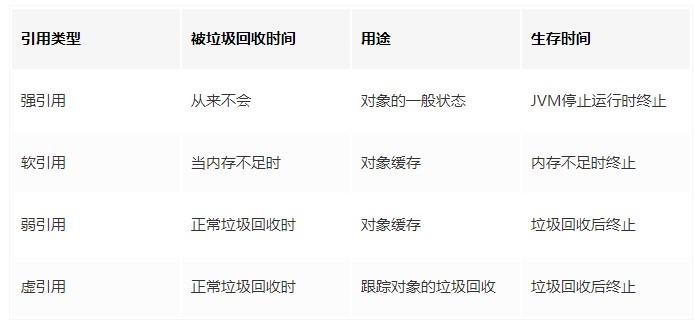 引用类型 被垃圾回收时间 用途 生存时间
强引用 从来不会 对象的一般状态 JVM停止运行时终止
软引用 当内存不足时 对象缓存 内存不足时终止
弱引用 正常垃圾回收时 对象缓存 垃圾回收后终止
虚引用 正常垃圾回收时 跟踪对象的垃圾回收 垃圾回收后终止